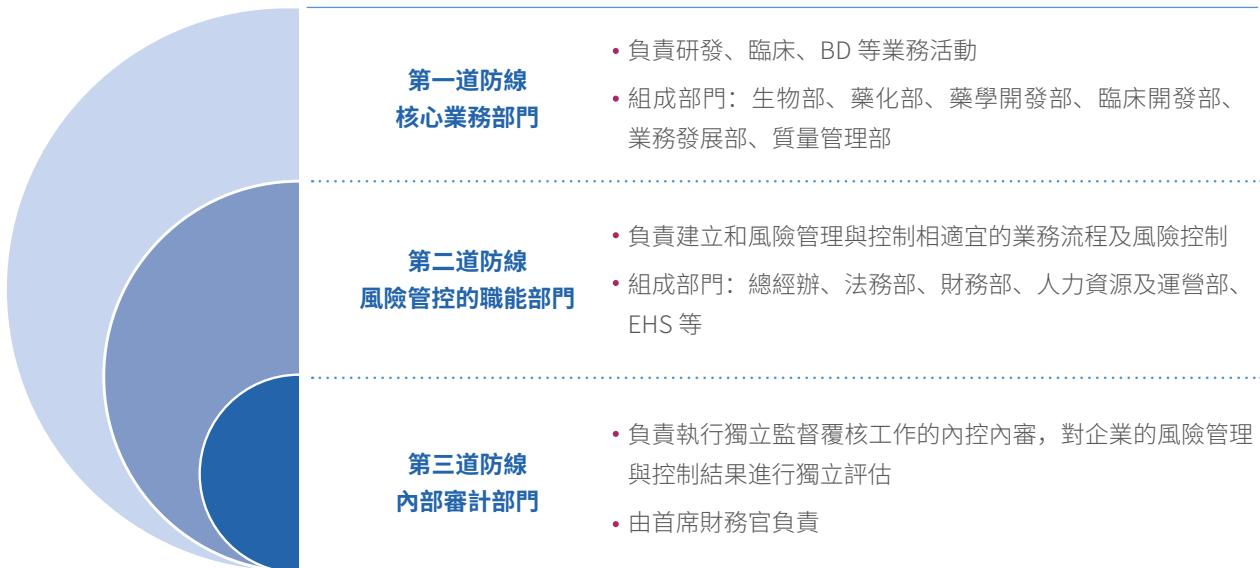 第一道防線
核心業務部門
• 負責研發、臨床、BD 等業務活動
• 組成部門：生物部、藥化部、藥學開發部、臨床開發部、
業務發展部、質量管理部
第二道防線
風險管控的職能部門
• 負責建立和風險管理與控制相適宜的業務流程及風險控制
• 組成部門：總經辦、法務部、財務部、人力資源及運營部、
EHS 等
第三道防線
內部審計部門
• 負責執行獨立監督覆核工作的內控內審，對企業的風險管理
與控制結果進行獨立評估
• 由首席財務官負責